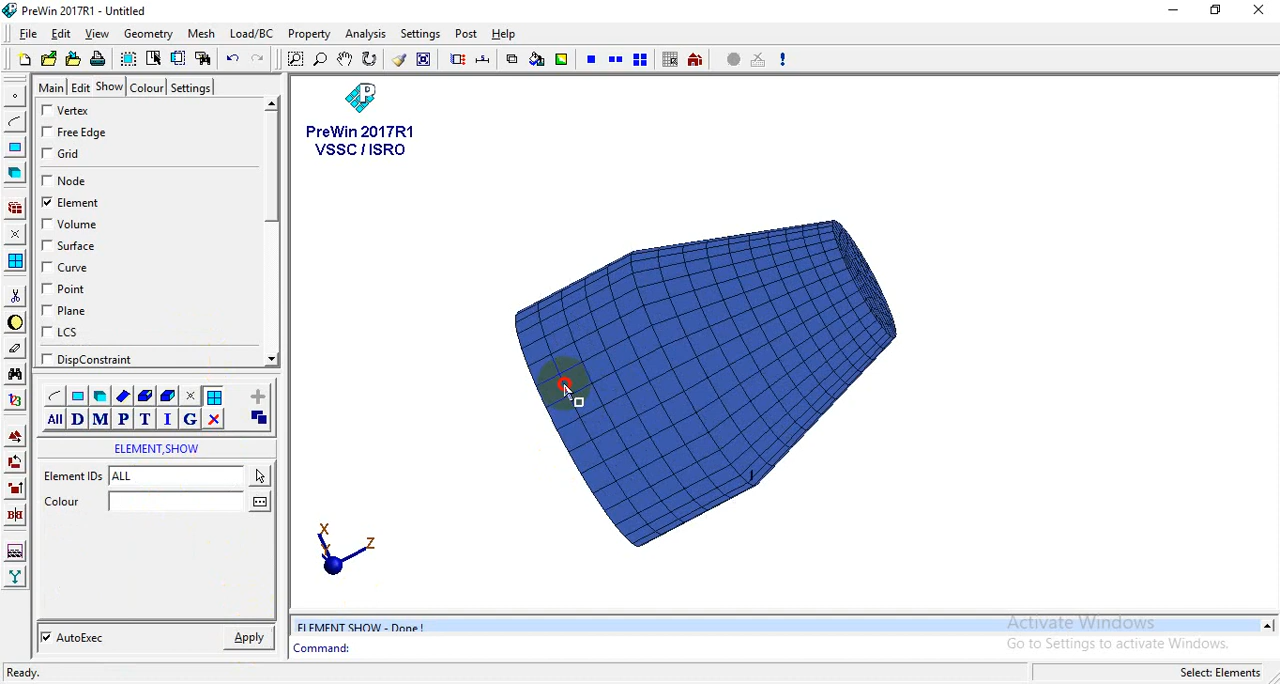 PreWin 2017R1 - Untitled
File Edit View Geometry Mesh Load/BC Property Analysis Settings Post Help
Main Edit Show Colour Settings
Vertex
Free Edge
Grid
Node
Element
Volume
Surface
Curve
Point
Plane
LCS
DispConstraint
All D M P T I G
ELEMENT,SHOW
Element IDs ALL
Colour
AutoExec Apply
PreWin 2017R1
VSSC / ISRO
X
Y
Z
ELEMENT SHOW - Done !
Command:
Activate Windows
Go to Settings to activate Windows.
Ready.
Select: Elements